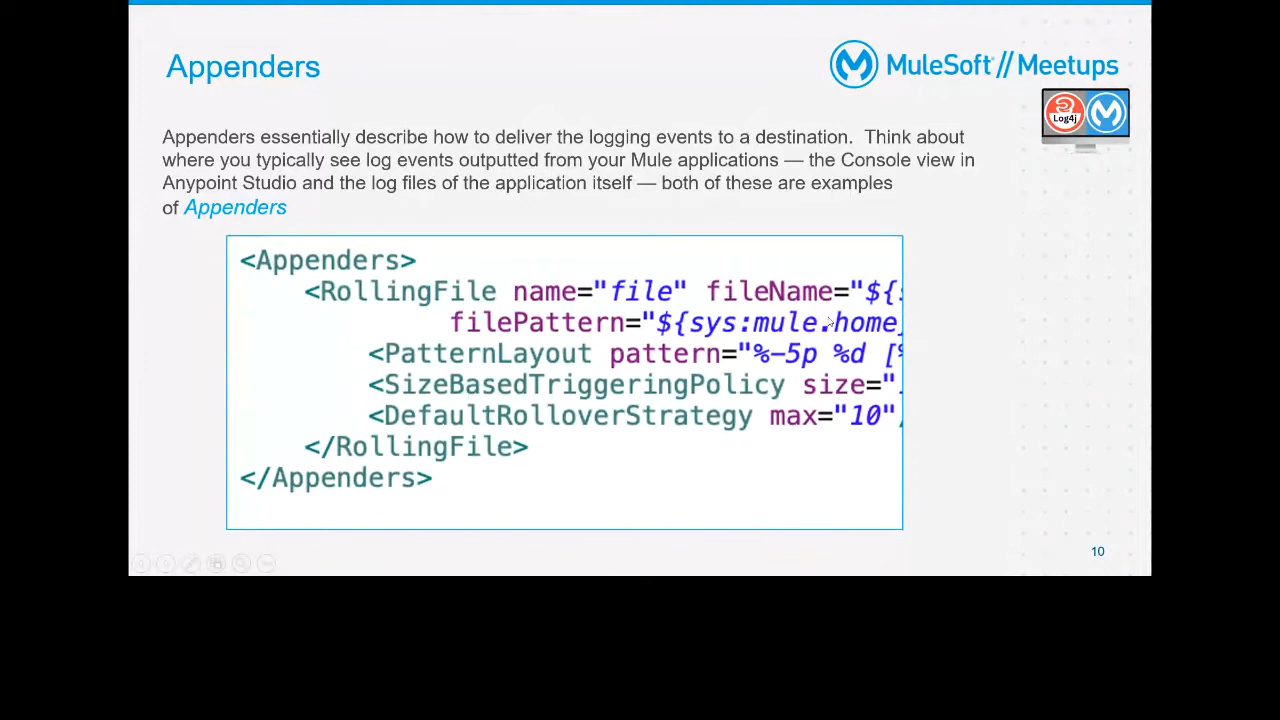 Appenders
MuleSoft // Meetups
Log4j
Appenders essentially describe how to deliver the logging events to a destination.  Think about
where you typically see log events outputted from your Mule applications — the Console view in
Anypoint Studio and the log files of the application itself — both of these are examples
of Appenders
<Appenders>
<RollingFile name="file" fileName="${
filePattern="${sys:mule.home
<PatternLayout pattern="%-5p %d [
<SizeBasedTriggeringPolicy size="
<DefaultRolloverStrategy max="10"
</RollingFile>
</Appenders>
10